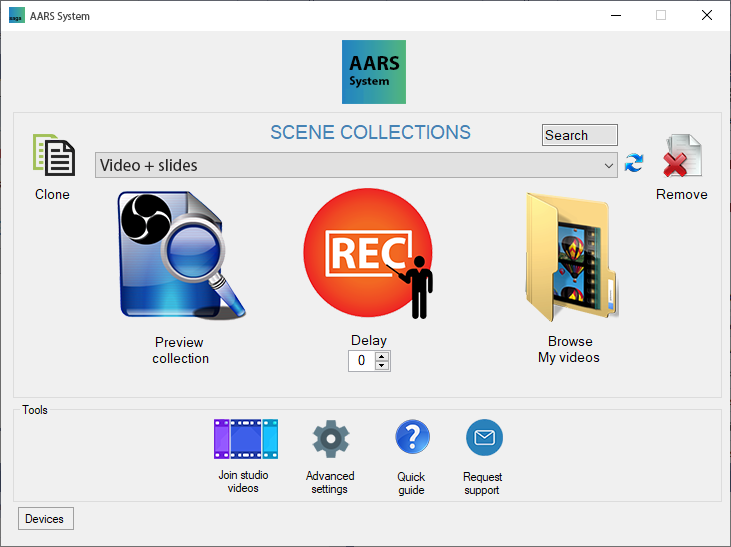 AARS System
AARS
System
SCENE COLLECTIONS
Search
Clone
Video + slides
Remove
REC
Preview
collection
Delay
0
Browse
My videos
Tools
Join studio
videos
Advanced
settings
?
Quick
guide
Request
support
Devices